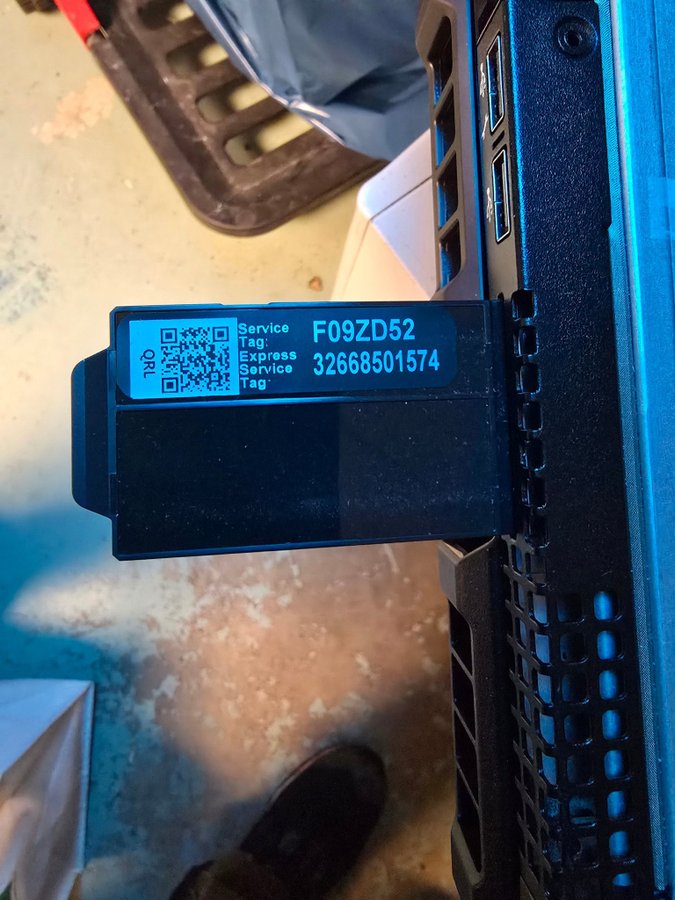 QRL
Service
Tag:
F09ZD52
Express
Service
Tag:
32668501574